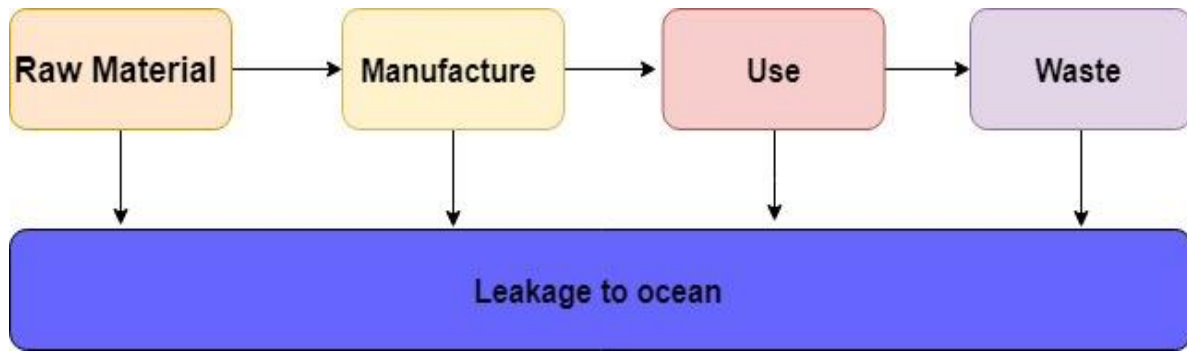 Raw Material
Manufacture
Use
Waste
Leakage to ocean